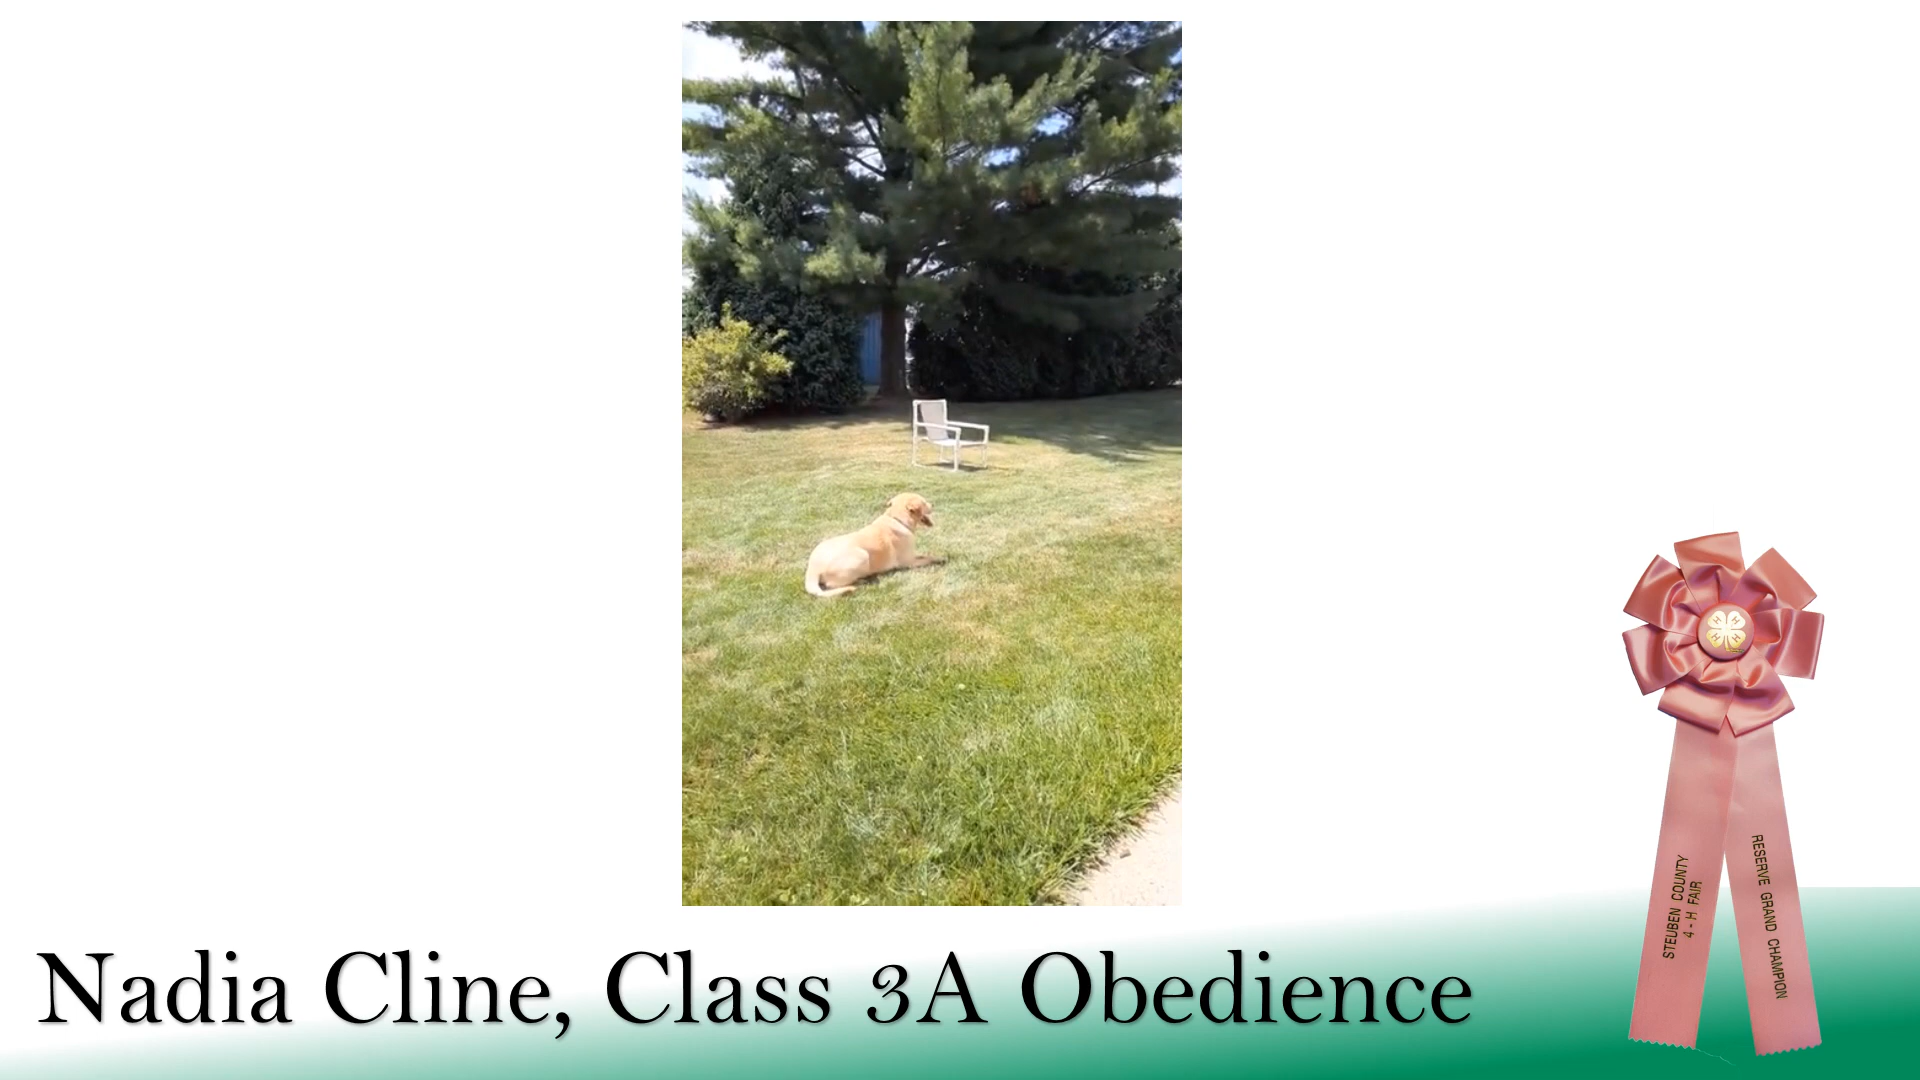 H H
H H
STEUBEN COUNTY
4-H FAIR
RESERVE GRAND CHAMPION
Nadia Cline, Class 3A Obedience